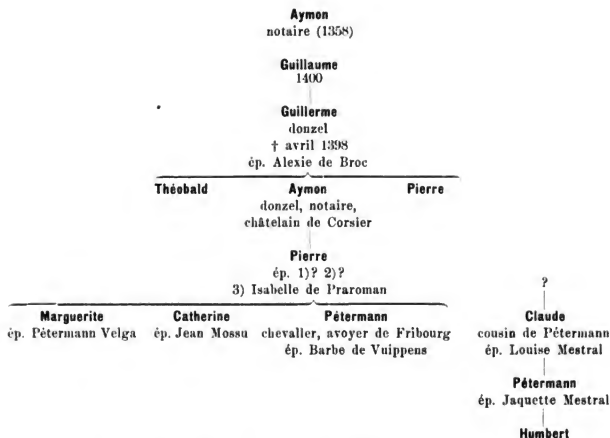 Aymon
notaire (1358)
Guillaume
1400
Guillerme
donzel
† avril 1398
ép. Alexie de Broc
Théobald Aymon Pierre
donzel, notaire,
châtelain de Corsier
Pierre
ép. 1)? 2)?
3) Isabelle de Praroman
?
Marguerite Catherine Pétermann Claude
ép. Pétermann Velga ép. Jean Mossu chevaller, avoyer de Fribourg cousin de Pétermann
ép. Barbe de Vuippens ép. Louise Mestral
Pétermann
ép. Jaquette Mestral
Humbert